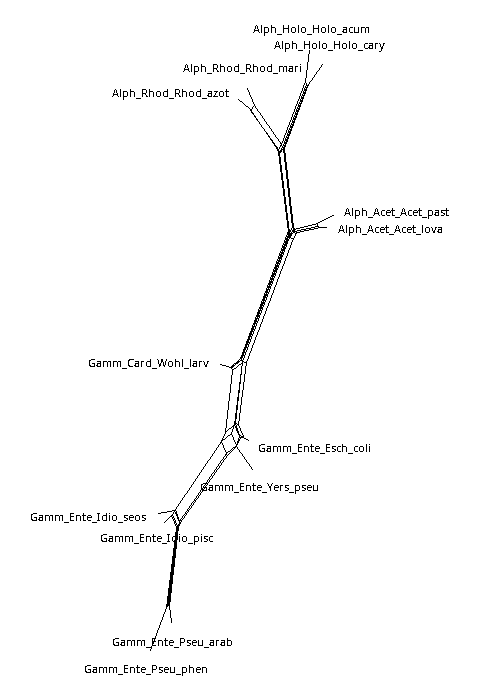 Alph_Holo_Holo_acum
Alph_Holo_Holo_cary
Alph_Rhod_Rhod_mari
Alph_Rhod_Rhod_azot
Alph_Acet_Acet_past
Alph_Acet_Acet_lova
Gamm_Card_Wohl_larv
Gamm_Ente_Esch_coli
Gamm_Ente_Yers_pseu
Gamm_Ente_Idio_seos
Gamm_Ente_Idio_pisc
Gamm_Ente_Pseu_arab
Gamm_Ente_Pseu_phen